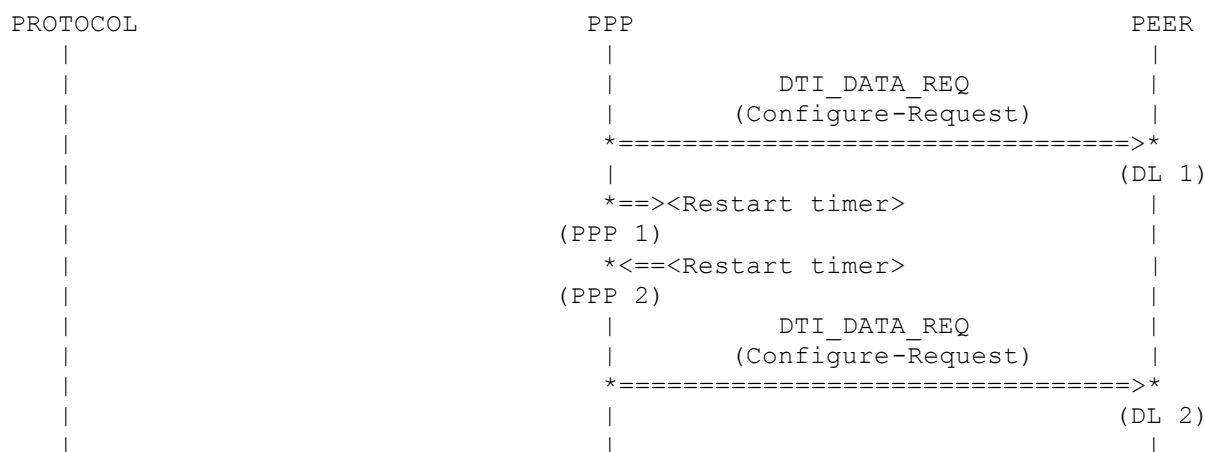 PROTOCOL                           PPP                                PEER
   |                                |                                  |
   |                                |          DTI_DATA_REQ            |
   |                                |       (Configure-Request)        |
   |                                *================================>*
   |                                |                                (DL 1)
   |                                *==><Restart timer>                |
   |                             (PPP 1)                               |
   |                                *<==<Restart timer>                |
   |                             (PPP 2)                               |
   |                                |          DTI_DATA_REQ            |
   |                                |       (Configure-Request)        |
   |                                *================================>*
   |                                |                                (DL 2)
   |                                |                                  |